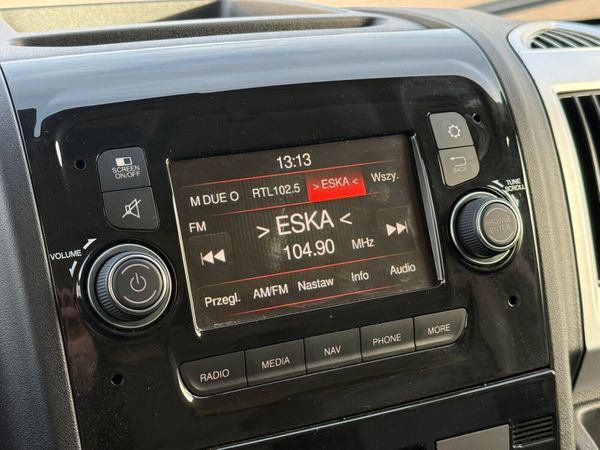 13:13
M DUE O RTL102.5 > ESKA < Wszy.
FM
> ESKA <
104.90 MHz
Przegl. AM/FM Nastaw Info Audio
SCREEN
ON/OFF
VOLUME
BACK
TUNE
SCROLL
BROWSE
ENTER
RADIO MEDIA NAV PHONE MORE